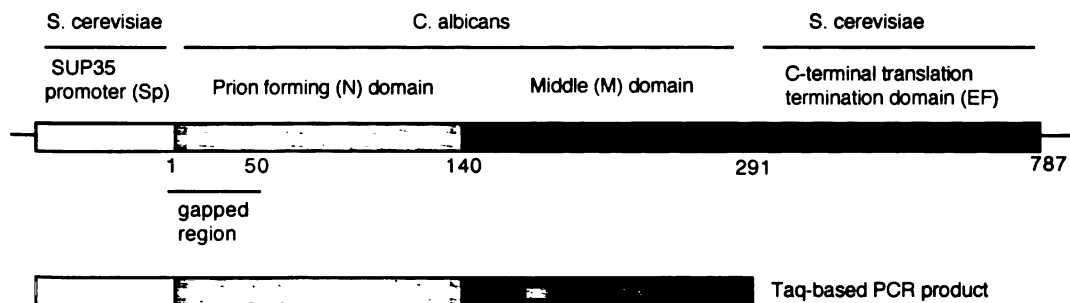 S. cerevisiae
C. albicans
S. cerevisiae
SUP35
promoter (Sp)
Prion forming (N) domain
Middle (M) domain
C-terminal translation
termination domain (EF)
1
50
140
291
787
gapped
region
Taq-based PCR product